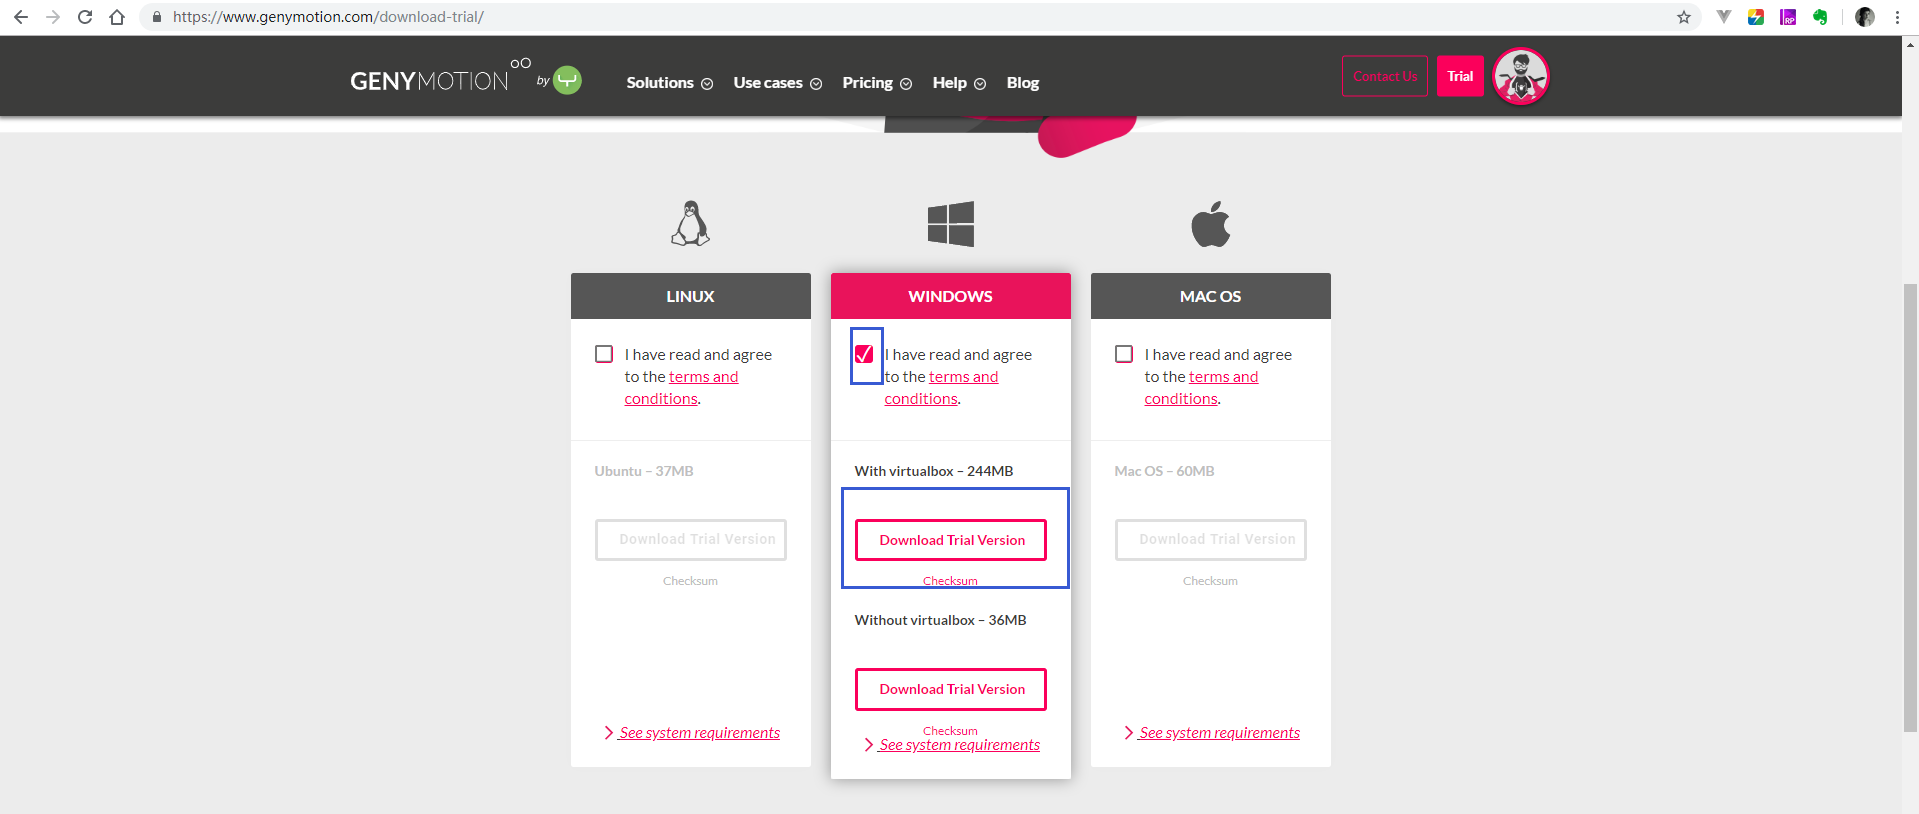 https://www.genymotion.com/download-trial/
RP
GENYMOTION by
Solutions Use cases Pricing Help Blog
Contact Us
Trial
LINUX
I have read and agree
to the terms and
conditions.
Ubuntu – 37MB
Download Trial Version
Checksum
See system requirements
WINDOWS
I have read and agree
to the terms and
conditions.
With virtualbox – 244MB
Download Trial Version
Checksum
Without virtualbox – 36MB
Download Trial Version
Checksum
See system requirements
MAC OS
I have read and agree
to the terms and
conditions.
Mac OS – 60MB
Download Trial Version
Checksum
See system requirements